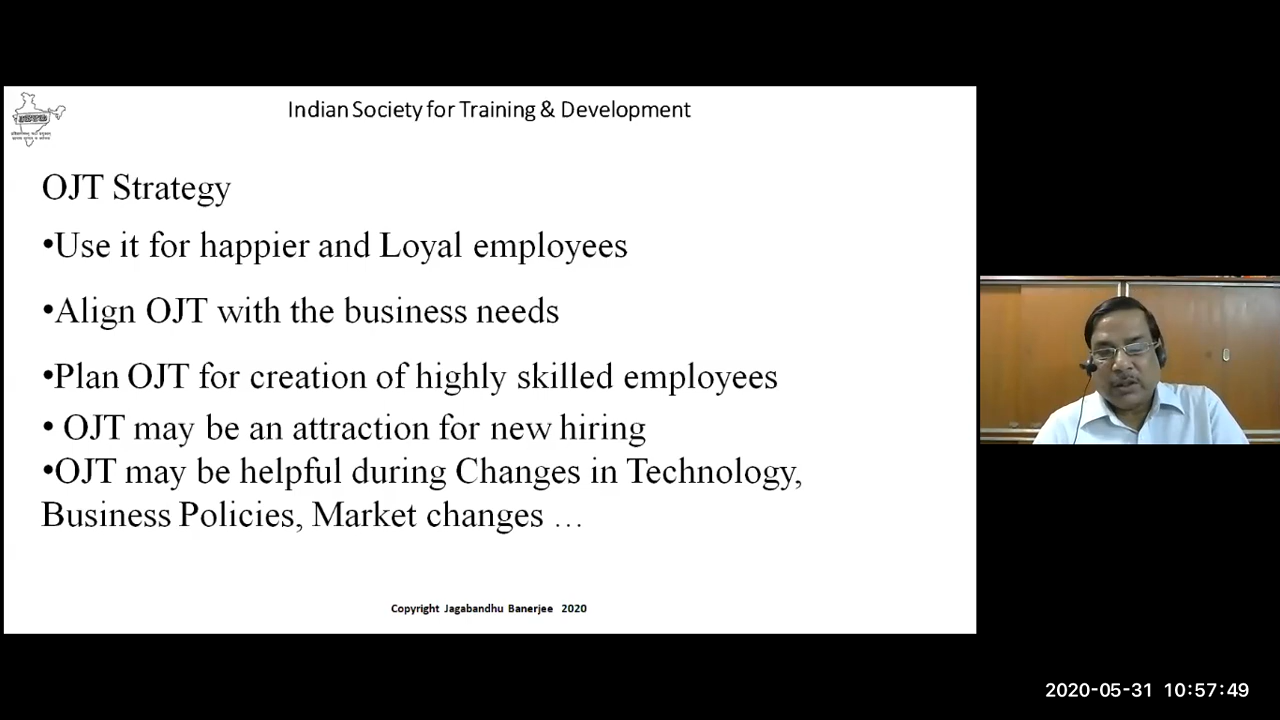 Indian Society for Training & Development
OJT Strategy
•Use it for happier and Loyal employees
•Align OJT with the business needs
•Plan OJT for creation of highly skilled employees
• OJT may be an attraction for new hiring
•OJT may be helpful during Changes in Technology,
Business Policies, Market changes …
Copyright Jagabandhu Banerjee 2020
2020-05-31 10:57:49